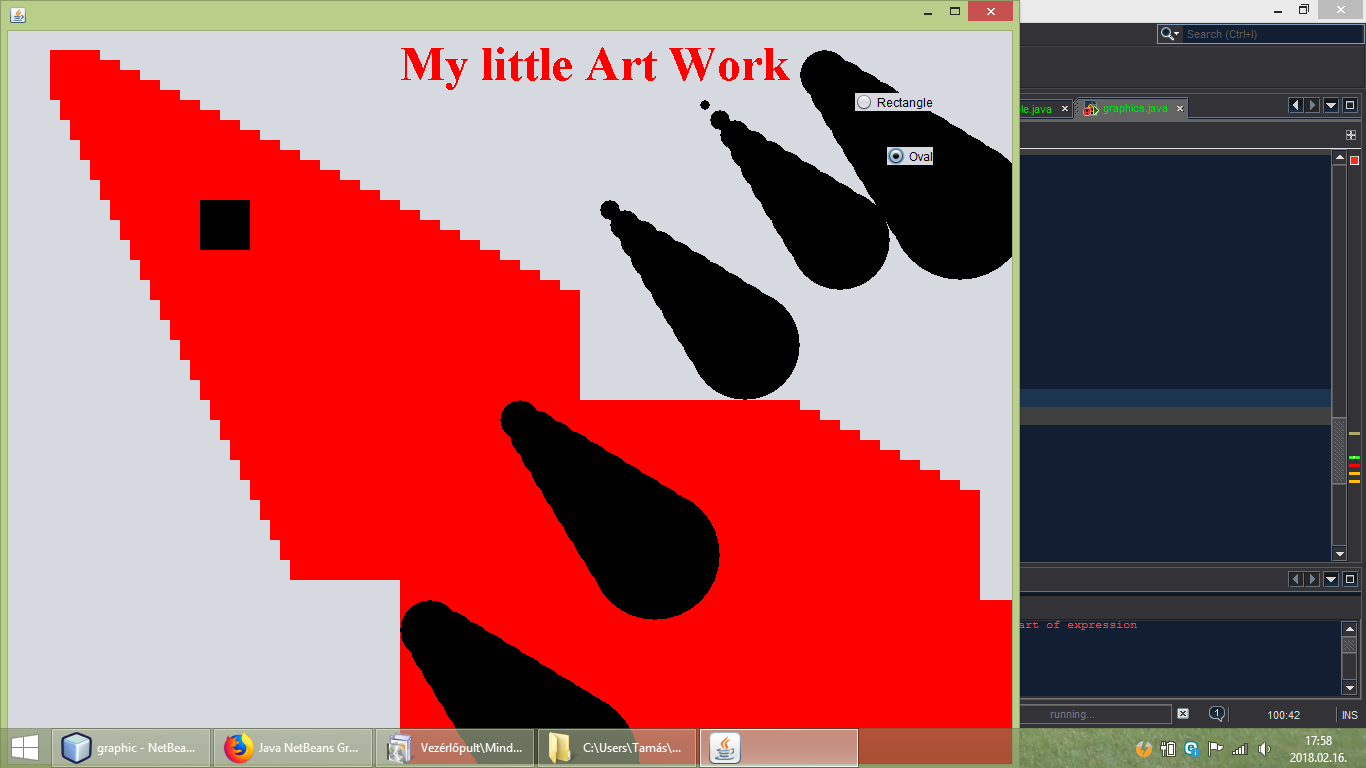 My little Art Work
Rectangle
Oval
Search (Ctrl+I)
le.java
graphics.java
art of expression
running...
1
100:42
INS
graphic - NetBea...
Java NetBeans Gr...
Vezérlőpult\Mind...
C:\Users\Tamás\...
17:58
2018.02.16.